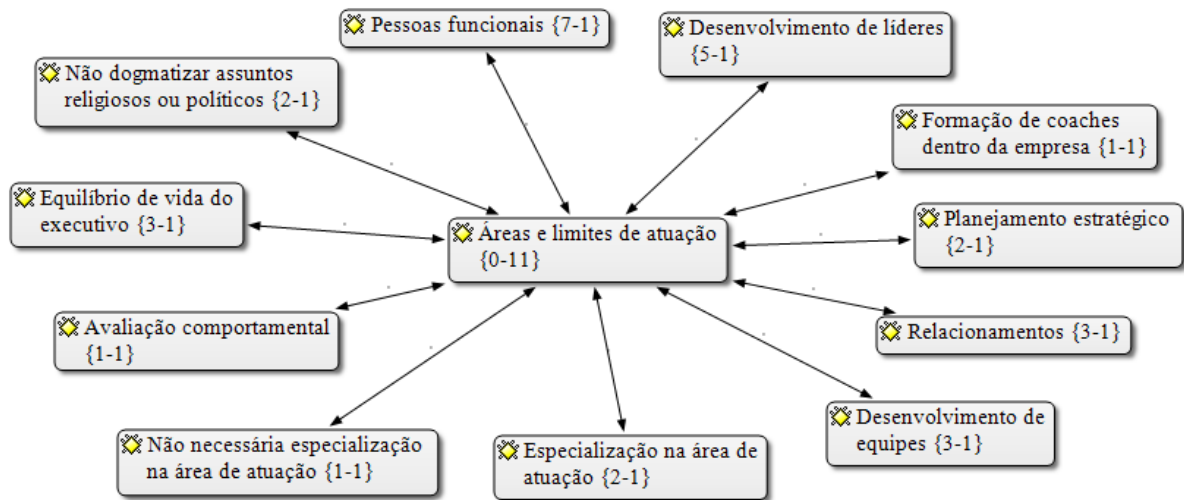 Pessoas funcionais {7-1}
Desenvolvimento de líderes
{5-1}
Não dogmatizar assuntos
religiosos ou políticos {2-1}
Formação de coaches
dentro da empresa {1-1}
Equilíbrio de vida do
executivo {3-1}
Áreas e limites de atuação
{0-11}
Planejamento estratégico
{2-1}
Avaliação comportamental
{1-1}
Relacionamentos {3-1}
Não necessária especialização
na área de atuação {1-1}
Especialização na área de
atuação {2-1}
Desenvolvimento de
equipes {3-1}